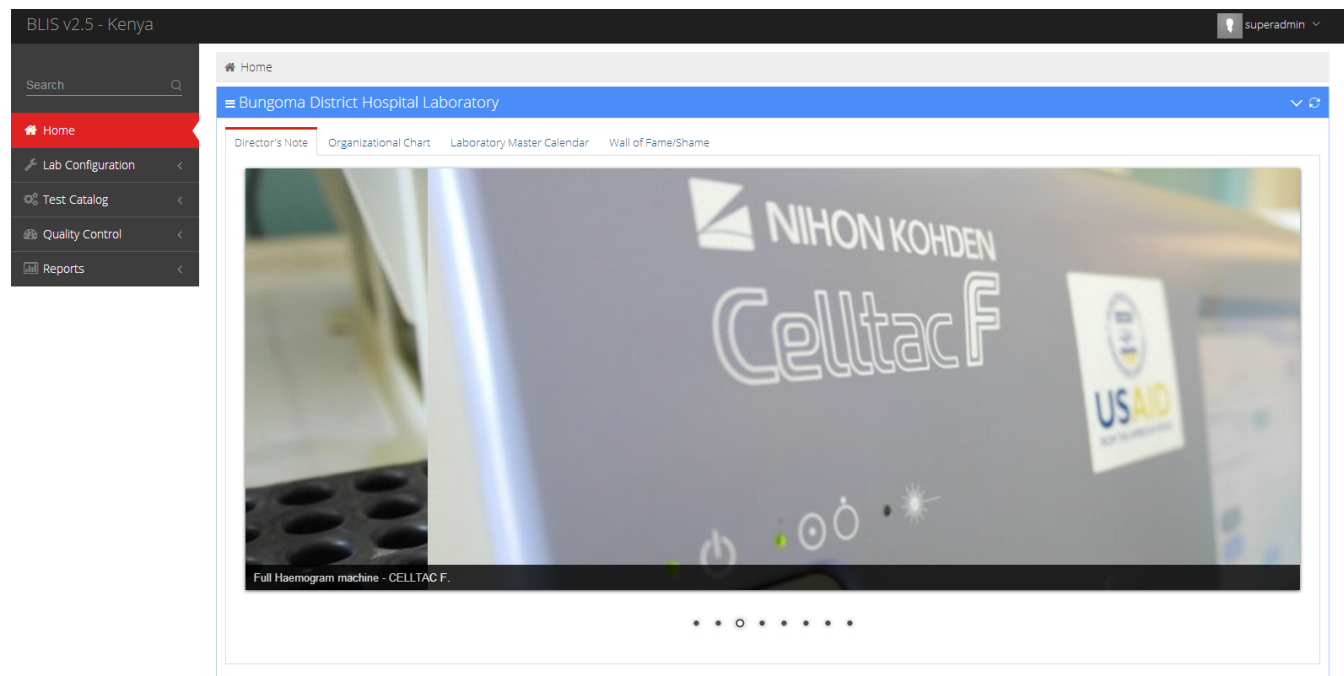 BLIS v2.5 - Kenya
superadmin
Search
Home
Home
Bungoma District Hospital Laboratory
Lab Configuration
Test Catalog
Quality Control
Reports
Director's Note
Organizational Chart
Laboratory Master Calendar
Wall of Fame/Shame
NIHON KOHDEN
Celltac F
USAID
Full Haemogram machine - CELLTAC F.